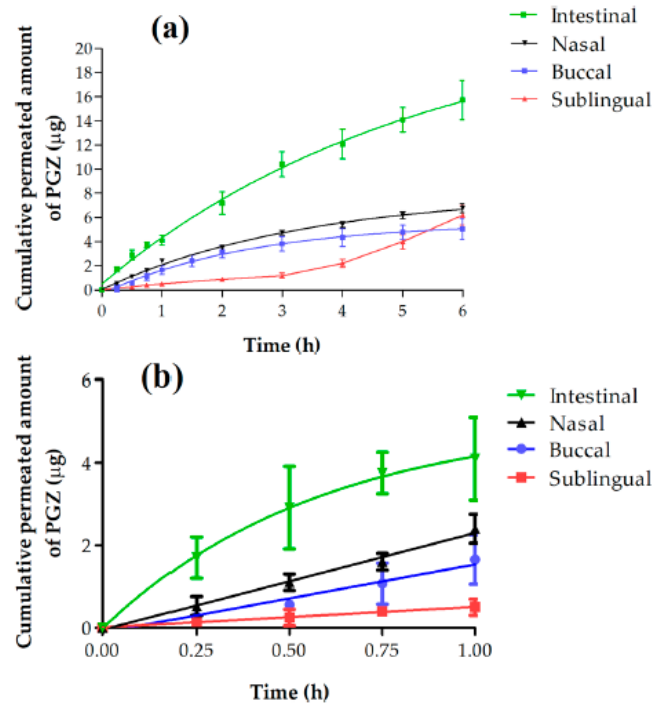 (a)
Intestinal
Nasal
Buccal
Sublingual
Cumulative permeated amount
of PGZ (µg)
20
18
16
14
12
10
8
6
4
2
0
0 1 2 3 4 5 6
Time (h)
(b)
Intestinal
Nasal
Buccal
Sublingual
Cumulative permeated amount
of PGZ (µg)
6
4
2
0
0.00 0.25 0.50 0.75 1.00
Time (h)